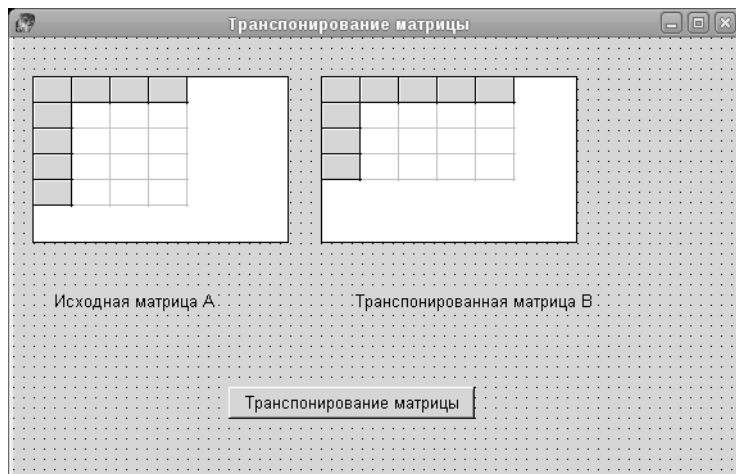 Транспонирование матрицы
Исходная матрица A
Транспонированная матрица B
Транспонирование матрицы